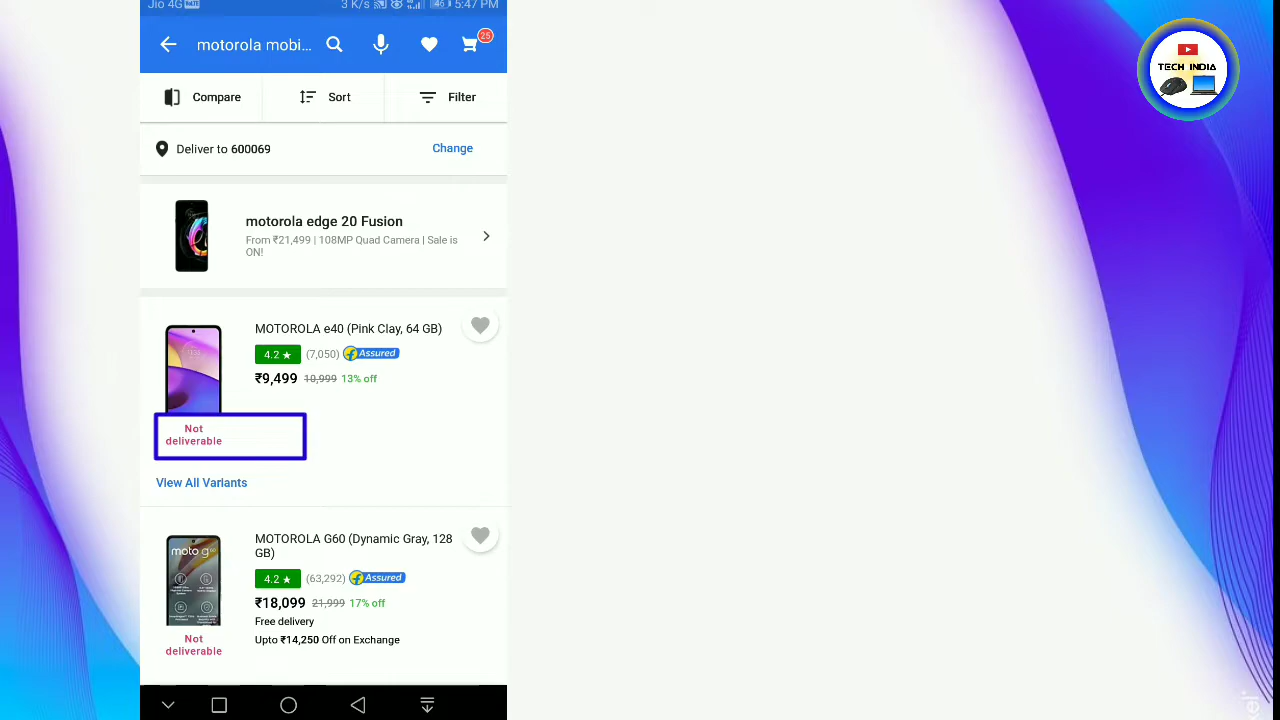 Jio 4G VoLTE 3 K/s 46 5:47 PM
motorola mobi... 25
Compare Sort Filter
Deliver to 600069 Change
motorola edge 20 Fusion
From ₹21,499 | 108MP Quad Camera | Sale is
ON!
MOTOROLA e40 (Pink Clay, 64 GB)
4.2 ★ (7,050) Assured
₹9,499 10,999 13% off
Not
deliverable
View All Variants
MOTOROLA G60 (Dynamic Gray, 128
GB)
moto g60
4.2 ★ (63,292) Assured
₹18,099 21,999 17% off
Free delivery
Upto ₹14,250 Off on Exchange
Not
deliverable
TECH INDIA